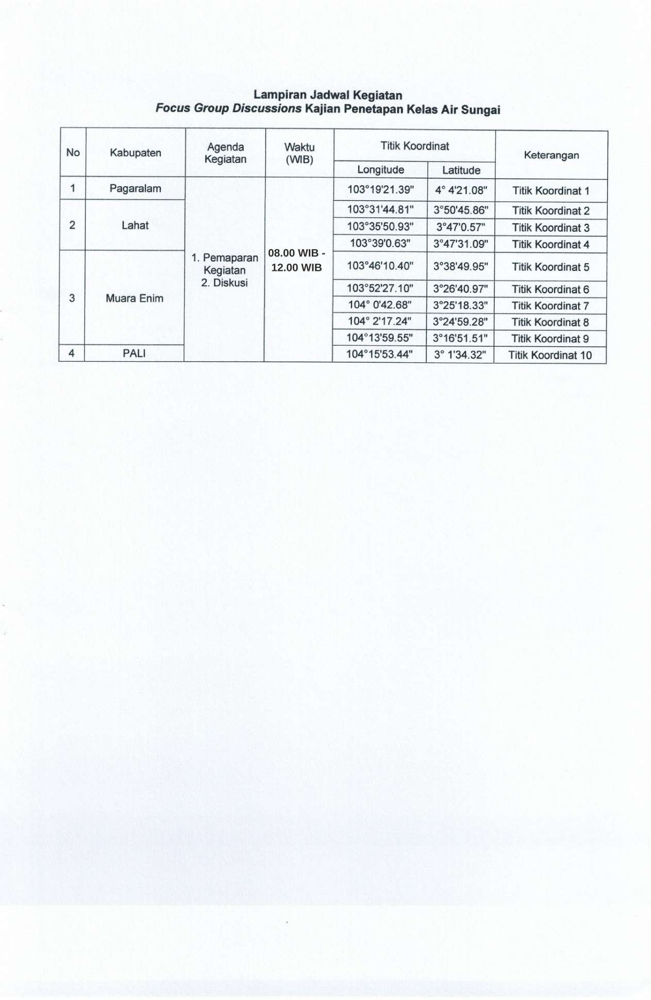 Lampiran Jadwal Kegiatan
Focus Group Discussions Kajian Penetapan Kelas Air Sungai
No Kabupaten Agenda Kegiatan Waktu (WIB) Titik Koordinat Keterangan
Longitude Latitude
1 Pagaralam 103°19'21.39" 4° 4'21.08" Titik Koordinat 1
103°31'44.81" 3°50'45.86" Titik Koordinat 2
2 Lahat 103°35'50.93" 3°47'0.57" Titik Koordinat 3
103°39'0.63" 3°47'31.09" Titik Koordinat 4
1. Pemaparan Kegiatan
2. Diskusi
08.00 WIB -
12.00 WIB
103°46'10.40" 3°38'49.95" Titik Koordinat 5
103°52'27.10" 3°26'40.97" Titik Koordinat 6
3 Muara Enim 104° 0'42.68" 3°25'18.33" Titik Koordinat 7
104° 2'17.24" 3°24'59.28" Titik Koordinat 8
104°13'59.55" 3°16'51.51" Titik Koordinat 9
4 PALI 104°15'53.44" 3° 1'34.32" Titik Koordinat 10